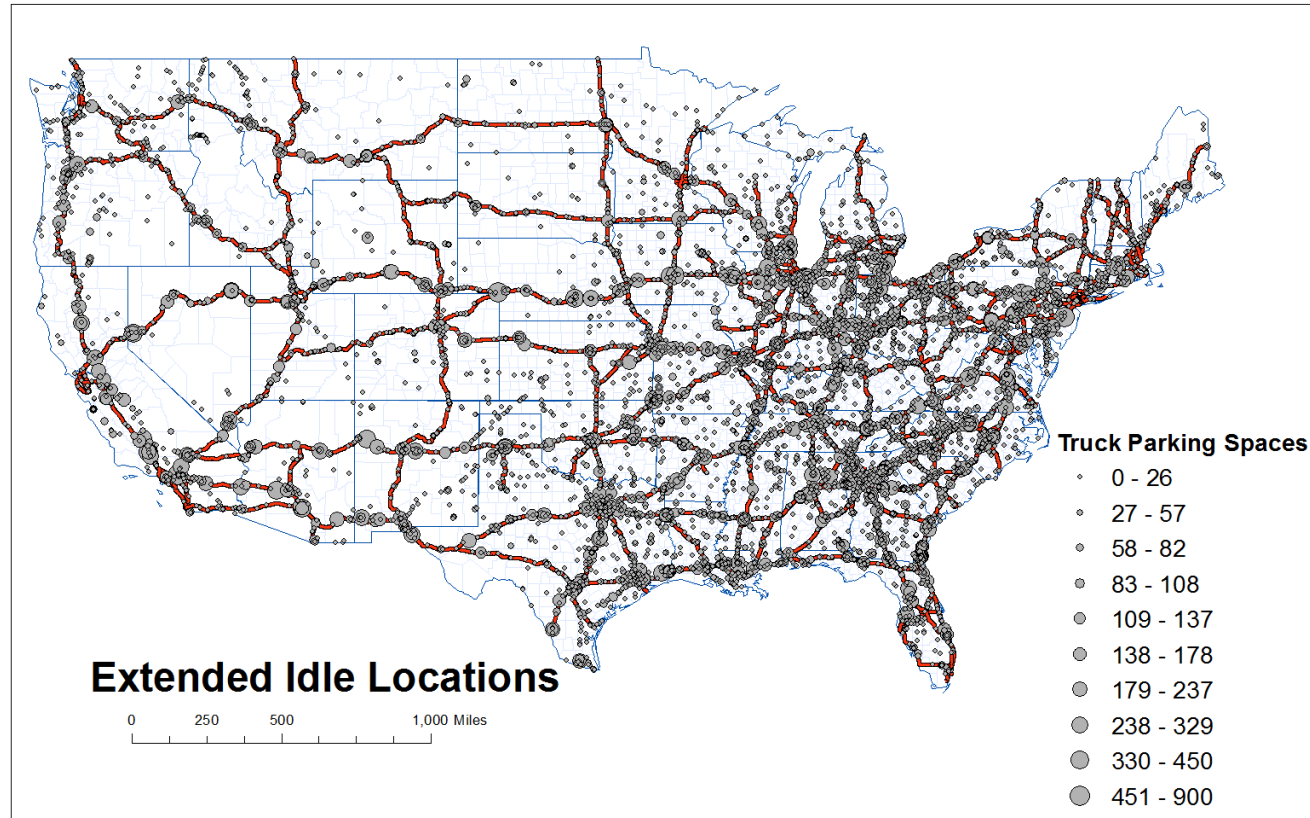 Truck Parking Spaces
0 - 26
27 - 57
58 - 82
83 - 108
109 - 137
138 - 178
179 - 237
238 - 329
330 - 450
451 - 900
Extended Idle Locations
0 250 500 1,000 Miles